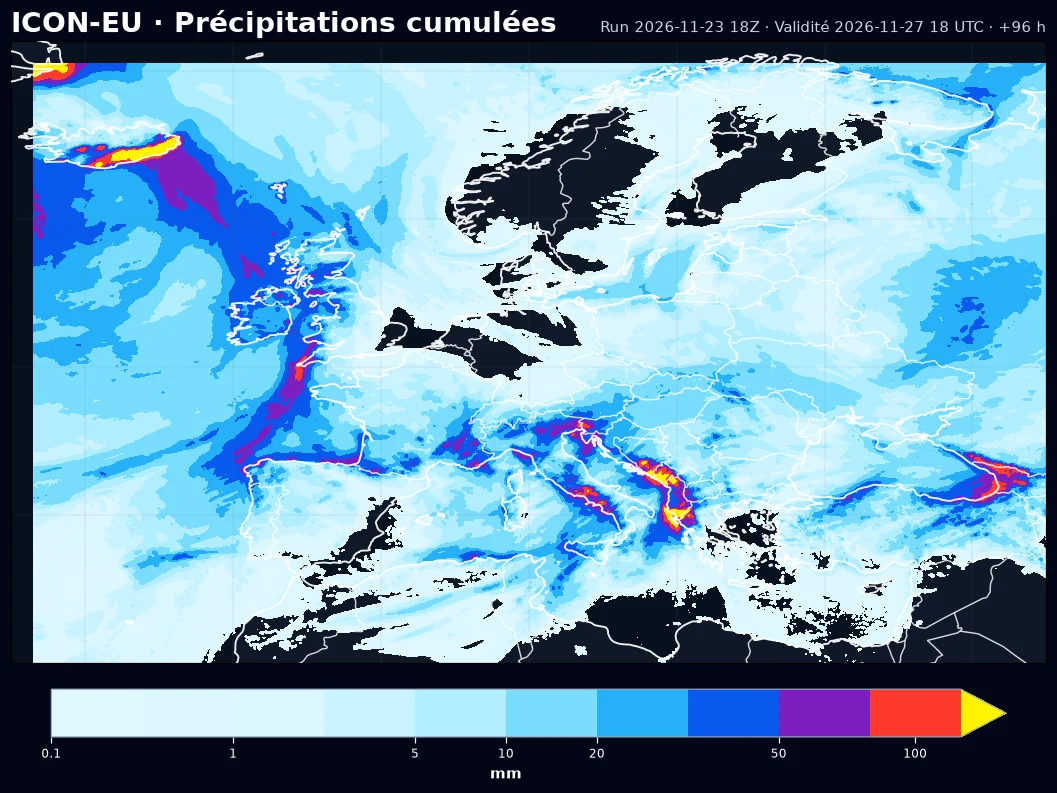 ICON-EU · Précipitations cumulées
Run 2026-11-23 18Z · Validité 2026-11-27 18 UTC · +96 h
0.1 1 5 10 20 50 100
mm